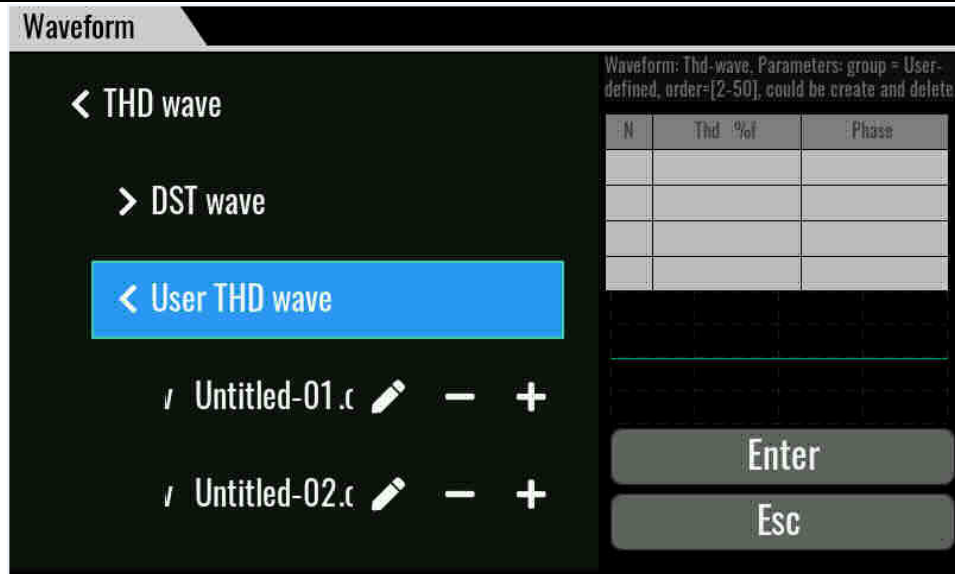 Waveform
THD wave
DST wave
User THD wave
Untitled-01.c
Untitled-02.c
Waveform: Thd-wave, Parameters: group = User-
defined, order=[2-50], could be create and delete
N Thd %f Phase
Enter
Esc